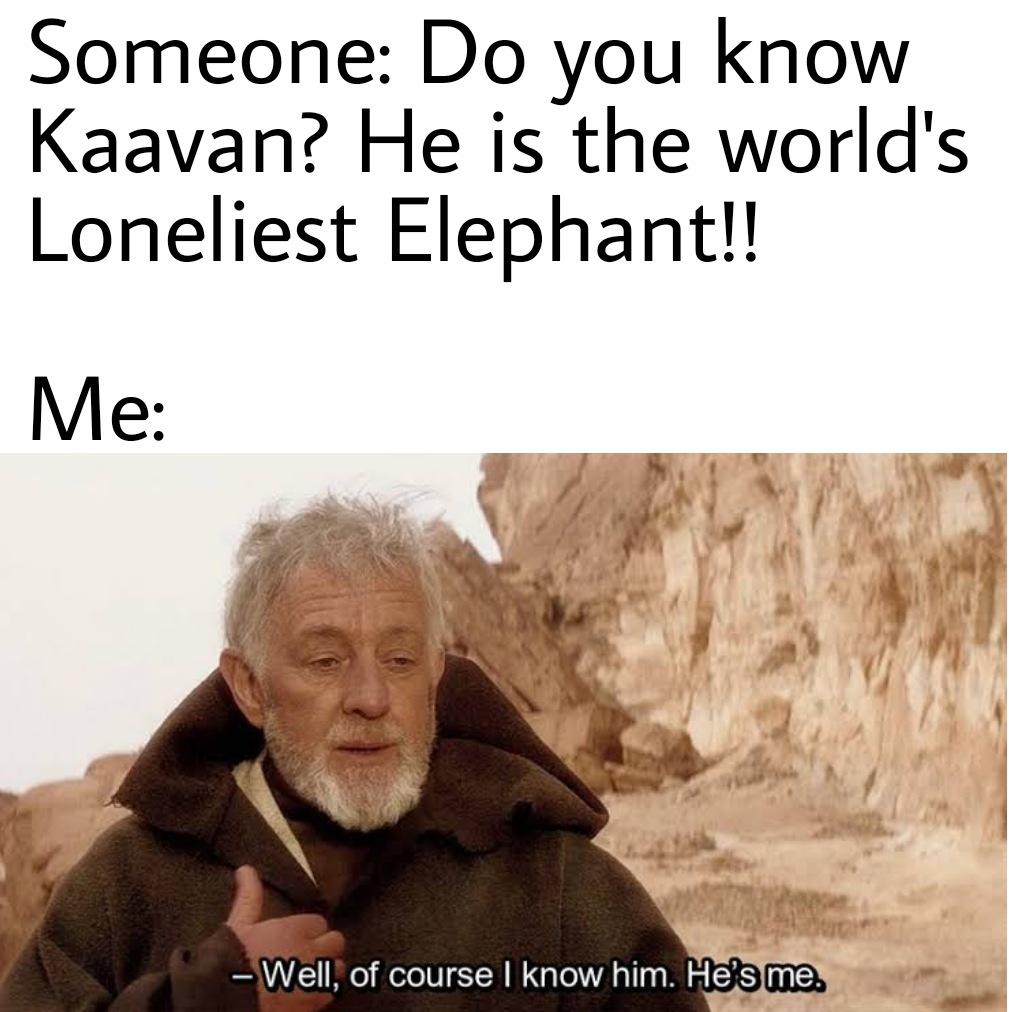 Someone: Do you know
Kaavan? He is the world's
Loneliest Elephant!!
Me:
– Well, of course I know him. He's me.